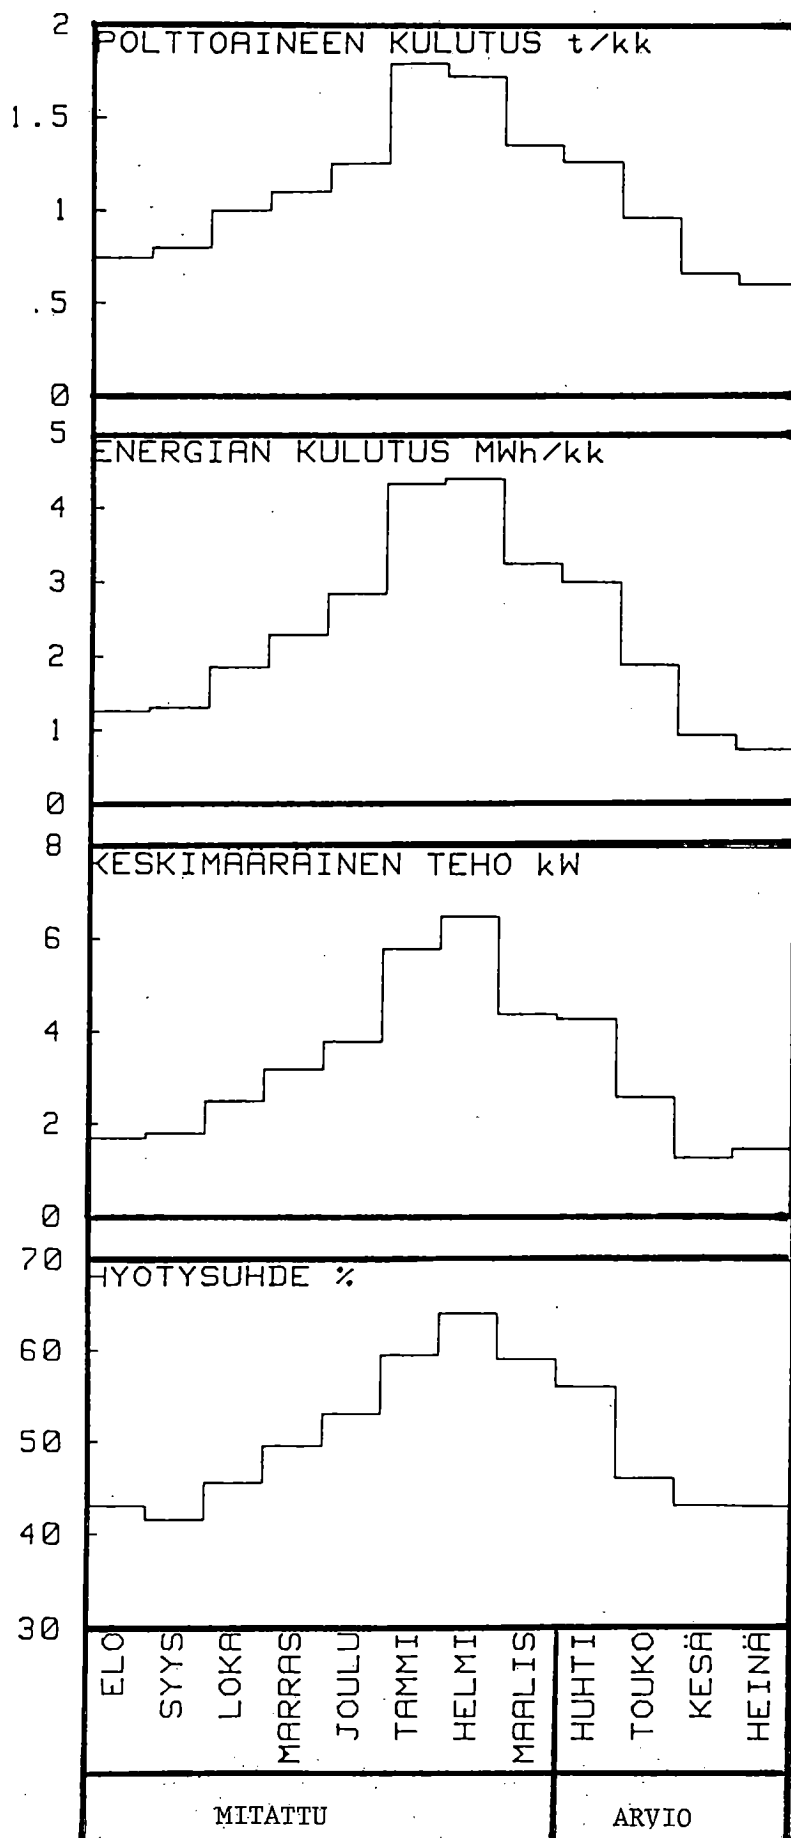 2
POLTTOAINEEN KULUTUS t/kk
1.5
1
.5
0
5
ENERGIAN KULUTUS MWh/kk
4
3
2
1
0
8
KESKIMÄÄRÄINEN TEHO kW
6
4
2
0
70
HYÖTYSUHDE %
60
50
40
30
ELO
SYYS
LOKA
MARRAS
JOULU
TAMMI
HELMI
MAALIS
HUHTI
TOUKO
KESÄ
HEINÄ
MITATTU
ARVIO